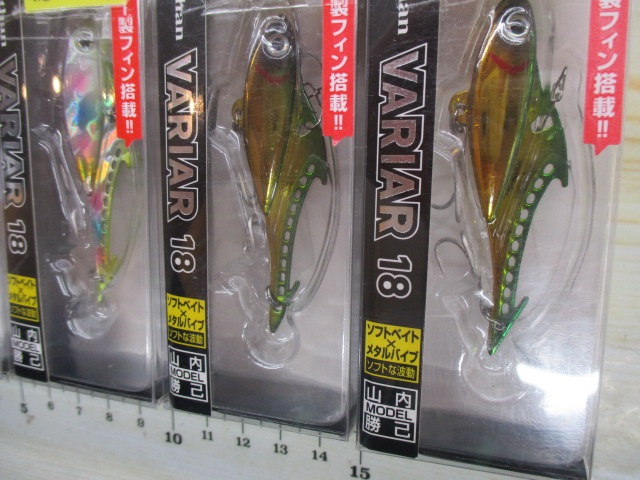 han
VARIAR 18
製フィン搭載!!
ソフトベイト
×
メタルバイブ
ソフトな波動
山内
MODEL
勝己
han
VARIAR 18
製フィン搭載!!
ソフトベイト
×
メタルバイブ
ソフトな波動
山内
MODEL
勝己
han
VARIAR 18
製フィン搭載!!
ソフトベイト
×
メタルバイブ
ソフトな波動
山内
MODEL
勝己
5 6 7 8 9 10 11 12 13 14 15